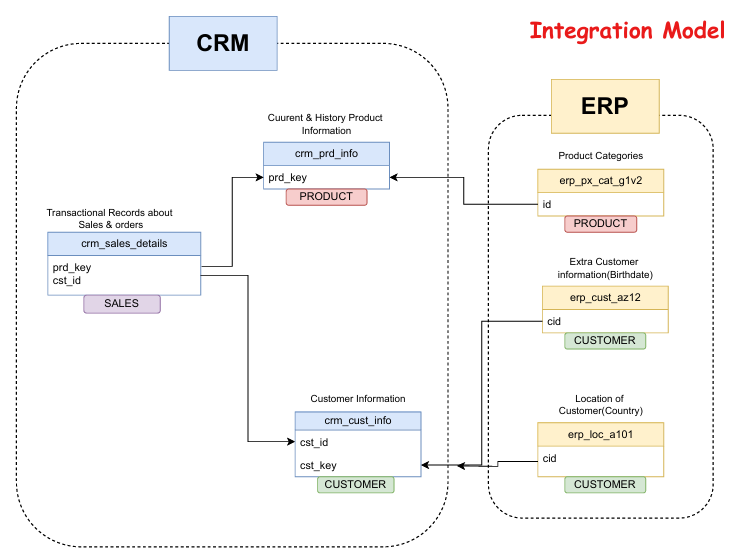 Integration Model
CRM
ERP
Cuurent & History Product
Information
crm_prd_info
prd_key
PRODUCT
Transactional Records about
Sales & orders
crm_sales_details
prd_key
cst_id
SALES
Customer Information
crm_cust_info
cst_id
cst_key
CUSTOMER
Product Categories
erp_px_cat_g1v2
id
PRODUCT
Extra Customer
information(Birthdate)
erp_cust_az12
cid
CUSTOMER
Location of
Customer(Country)
erp_loc_a101
cid
CUSTOMER